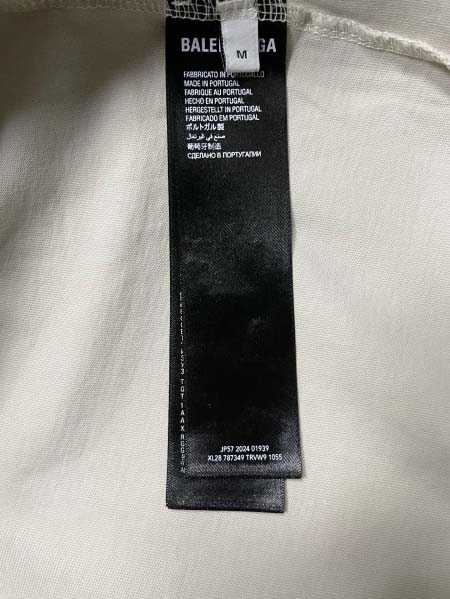 M
FABBRICATO IN PORTOGALLO
MADE IN PORTUGAL
FABRIQUE AU PORTUGAL
HECHO EN PORTUGAL
HERGESTELLT IN PORTUGAL
FABRICADO EM PORTUGAL
ポルトガル製
صنع في البرتغال
葡萄牙制造
СДЕЛАНО В ПОРТУГАЛИИ
JP57 2024 01939
XL28 787349 TRVW9 1055